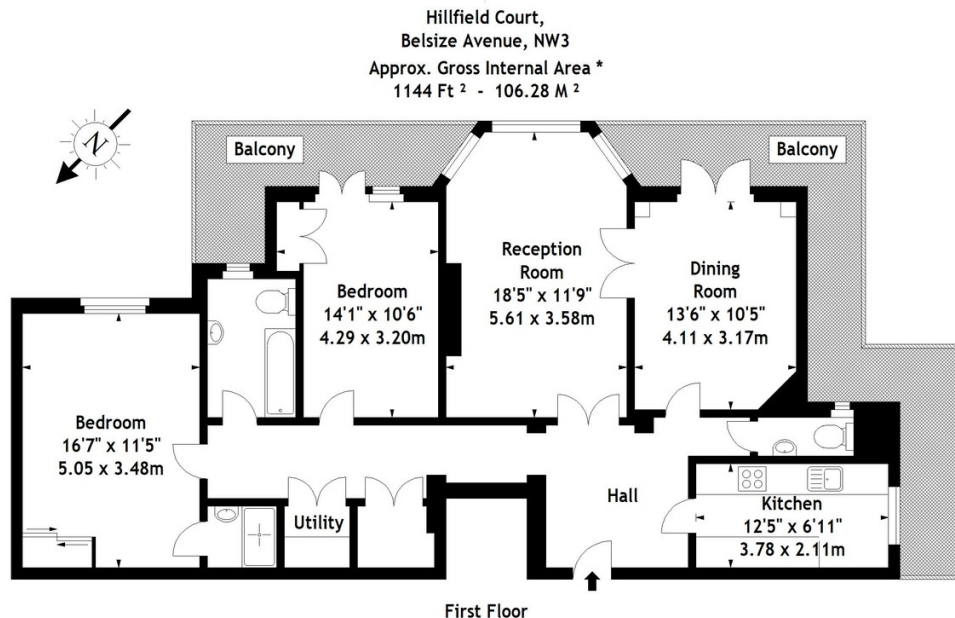 Hillfield Court,
Belsize Avenue, NW3
Approx. Gross Internal Area *
1144 Ft ² - 106.28 M ²
N
Balcony
Balcony
Reception
Room
18'5" x 11'9"
5.61 x 3.58m
Dining
Room
13'6" x 10'5"
4.11 x 3.17m
Bedroom
14'1" x 10'6"
4.29 x 3.20m
Bedroom
16'7" x 11'5"
5.05 x 3.48m
Utility
Hall
Kitchen
12'5" x 6'11"
3.78 x 2.11m
First Floor